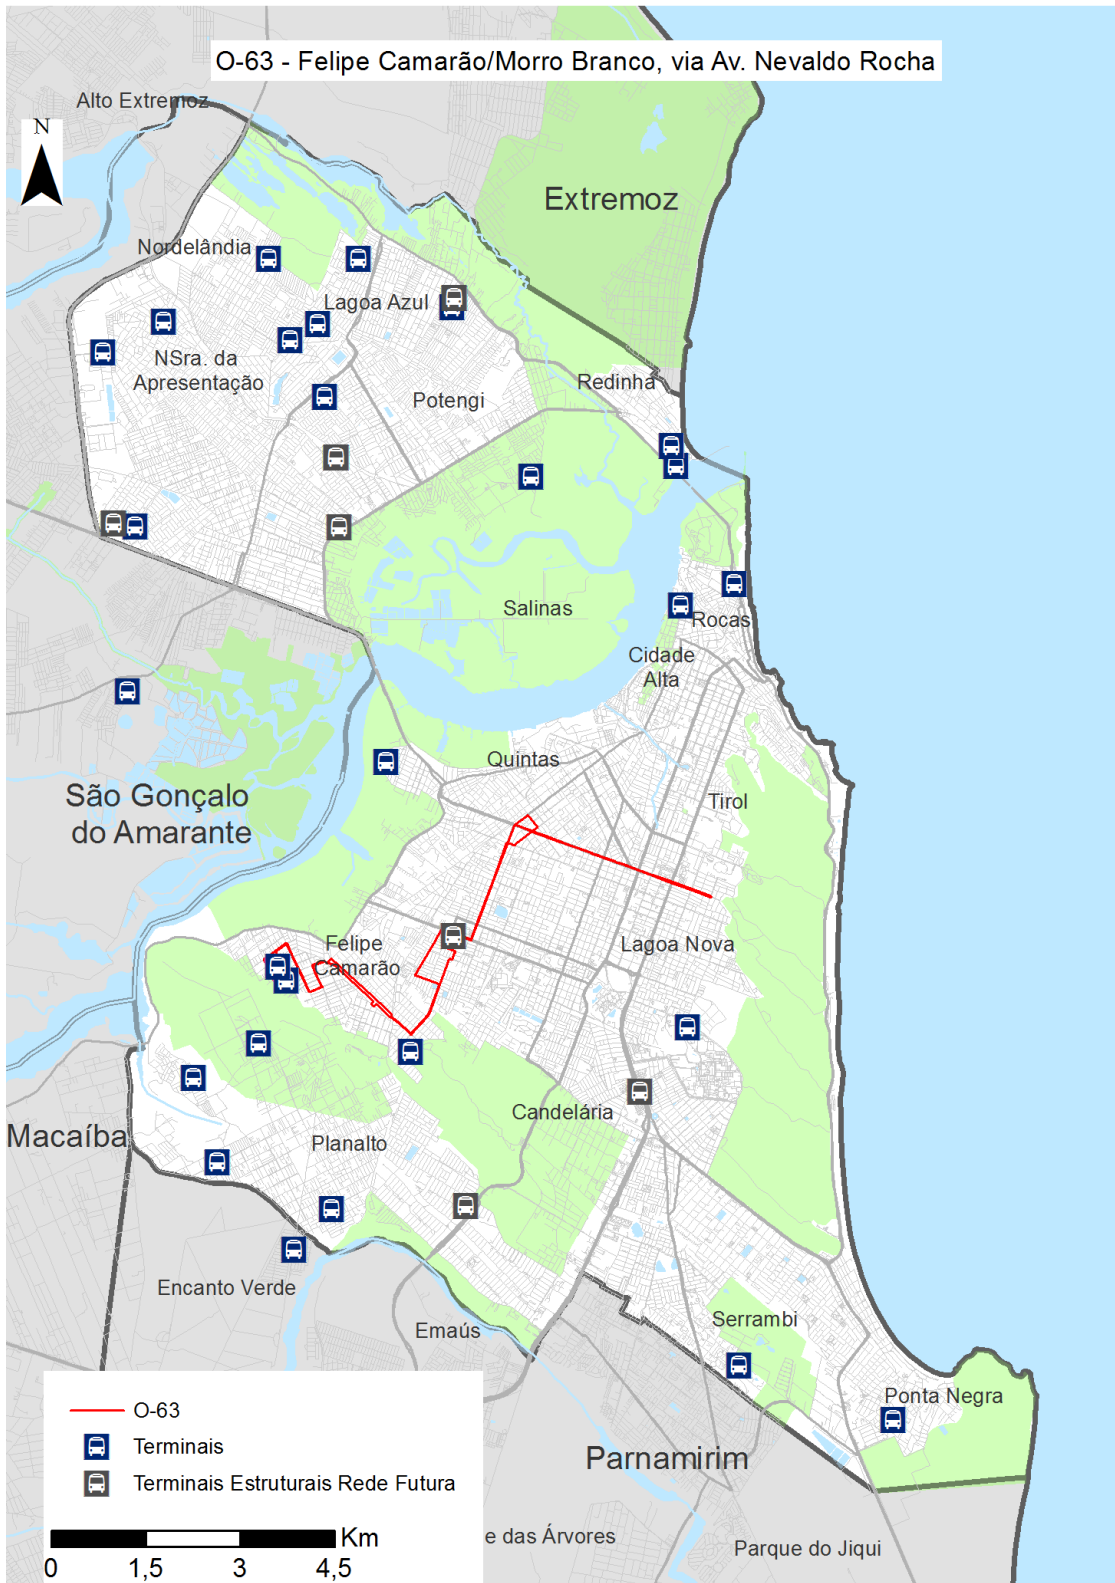 O-63 - Felipe Camarão/Morro Branco, via Av. Nevaldo Rocha
Alto Extremoz
N
Extremoz
Nordelândia
Lagoa Azul
NSra. da
Apresentação
Redinha
Potengi
Salinas
Rocas
Cidade
Alta
Quintas
São Gonçalo
do Amarante
Tirol
Felipe
Camarão
Lagoa Nova
Candelária
Macaíba
Planalto
Encanto Verde
Emaús
Serrambi
Ponta Negra
Parnamirim
e das Árvores
Parque do Jiqui
O-63
Terminais
Terminais Estruturais Rede Futura
Km
0 1,5 3 4,5